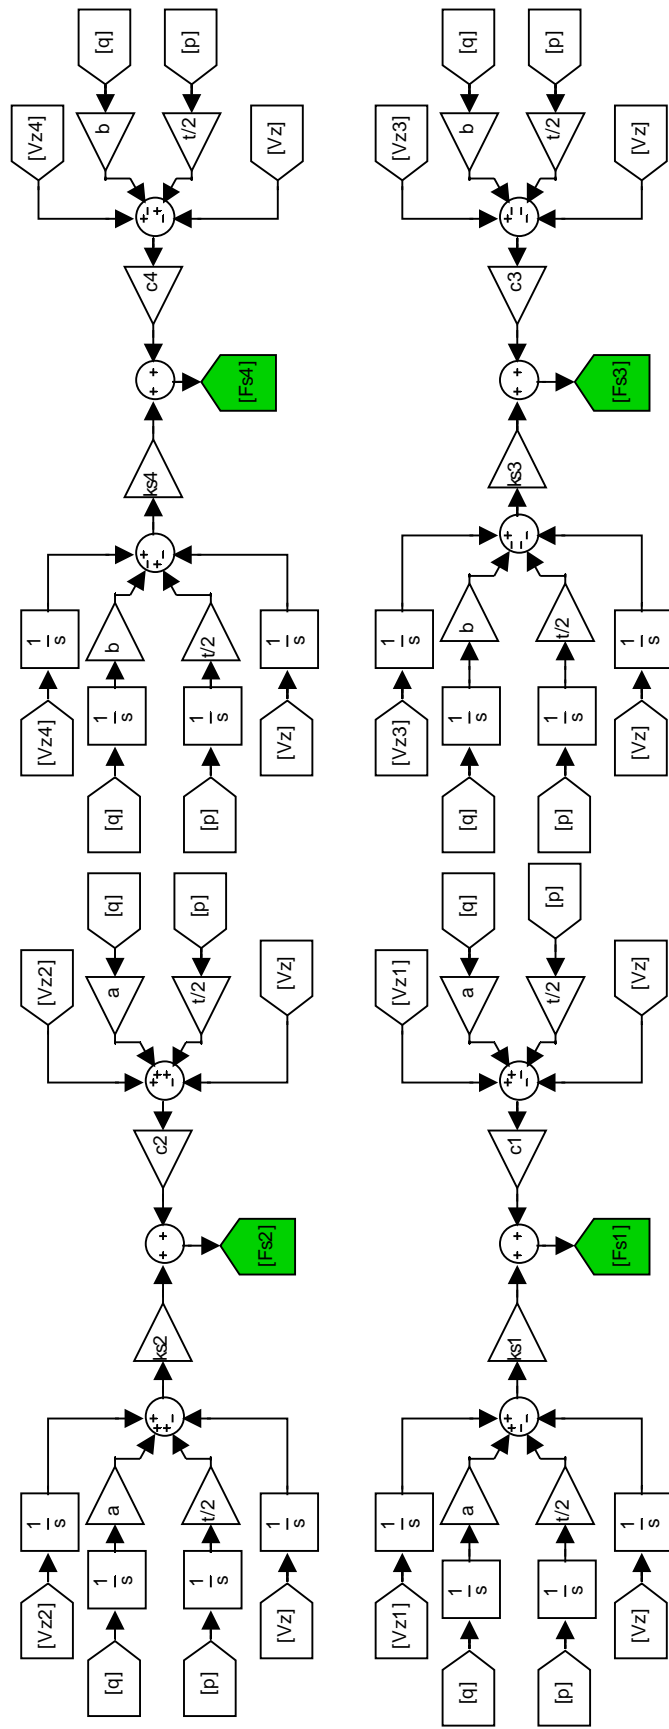 [Vz2]
1
s
[q]
1
s
a
[p]
1
s
t/2
[Vz]
1
s
+
+
+
−
ks2
+
+
[Fs2]
c2
+
+
+
−
[Vz2]
a
[q]
t/2
[p]
[Vz]
[Vz4]
1
s
[q]
1
s
b
[p]
1
s
t/2
[Vz]
1
s
+
−
+
−
ks4
+
+
[Fs4]
c4
+
−
+
−
[Vz4]
b
[q]
t/2
[p]
[Vz]
[Vz1]
1
s
[q]
1
s
a
[p]
1
s
t/2
[Vz]
1
s
+
+
−
−
ks1
+
+
[Fs1]
c1
+
+
−
−
[Vz1]
a
[q]
t/2
[p]
[Vz]
[Vz3]
1
s
[q]
1
s
b
[p]
1
s
t/2
[Vz]
1
s
+
−
−
−
ks3
+
+
[Fs3]
c3
+
−
−
−
[Vz3]
b
[q]
t/2
[p]
[Vz]